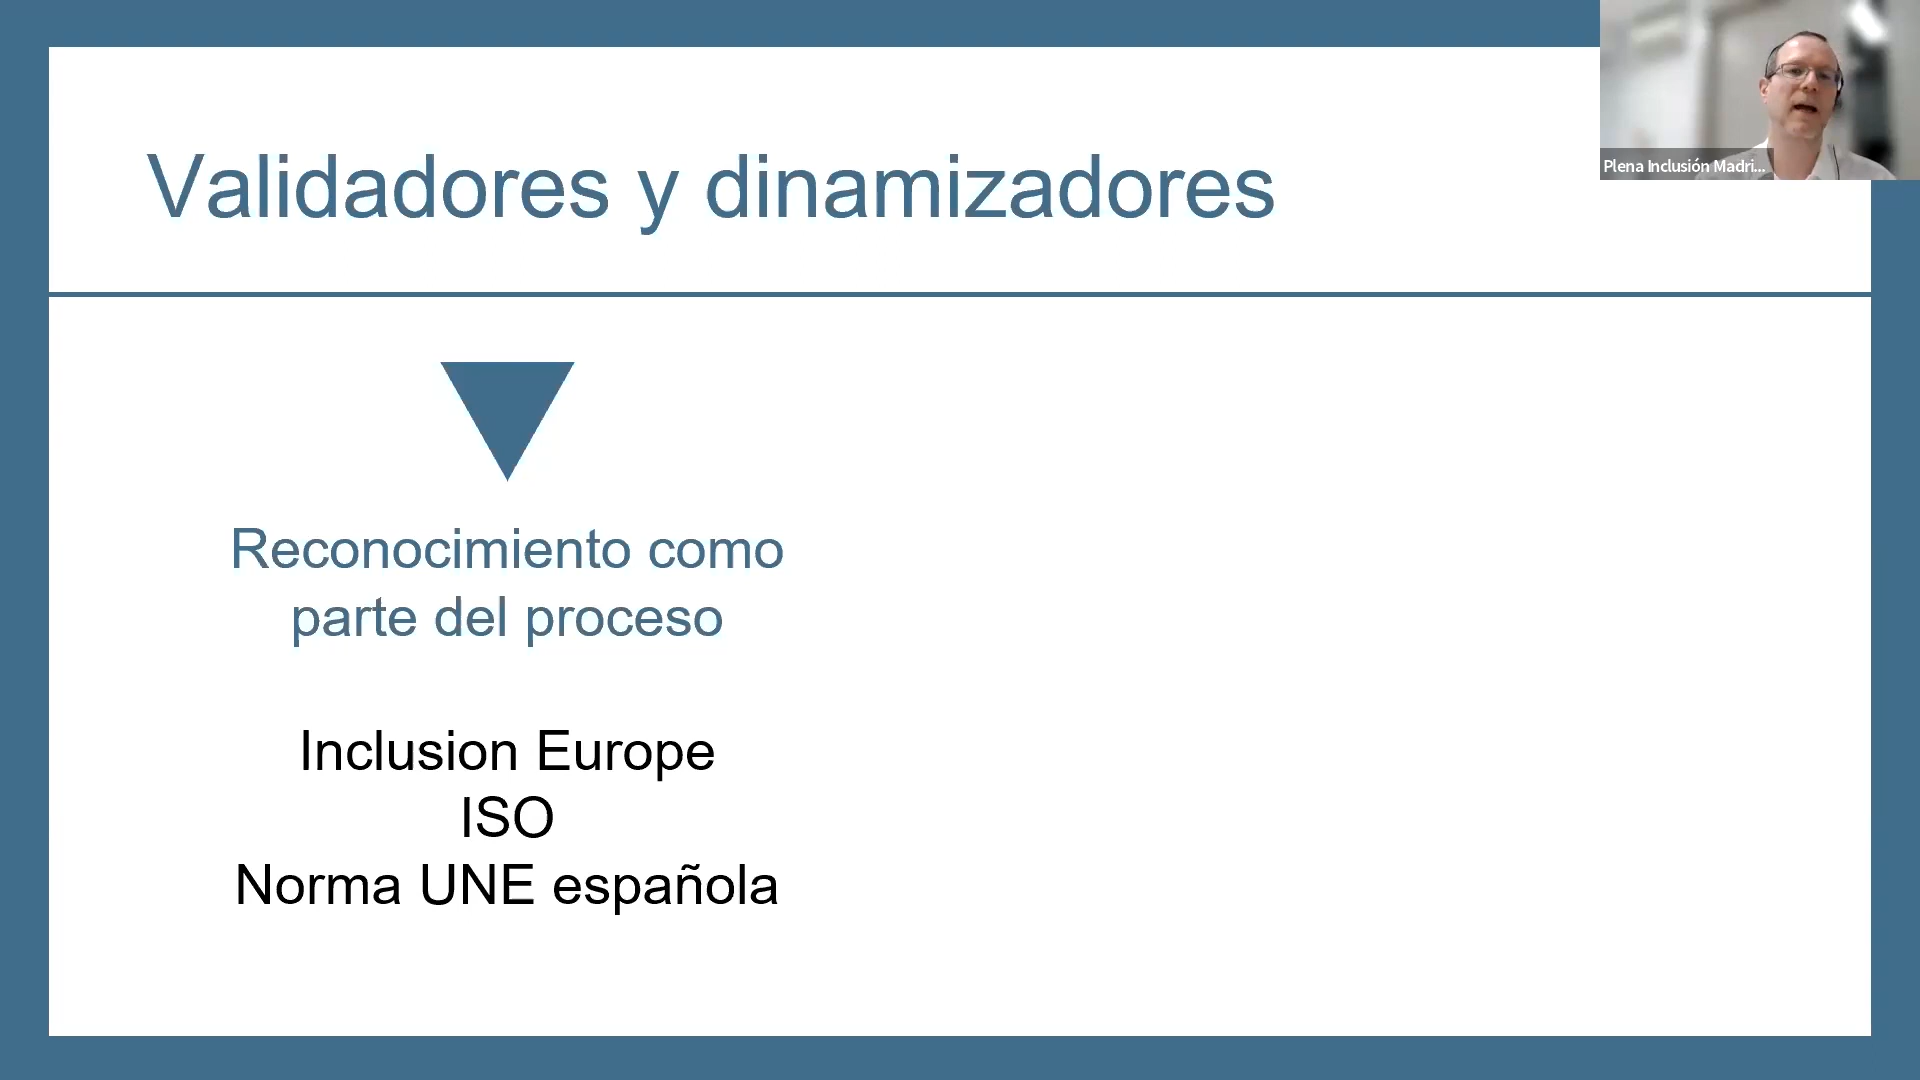 Validadores y dinamizadores
Plena Inclusión Madri...
Reconocimiento como
parte del proceso
Inclusion Europe
ISO
Norma UNE española